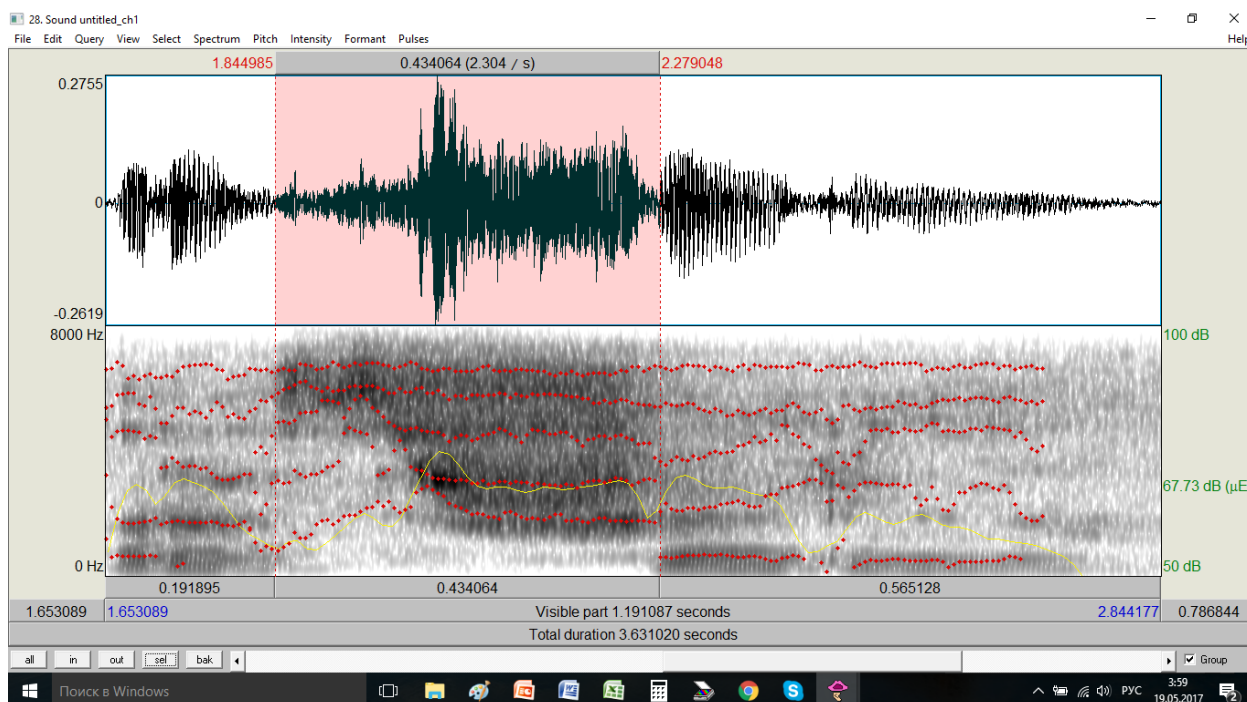 28. Sound untitled_ch1
File Edit Query View Select Spectrum Pitch Intensity Formant Pulses Help
1.844985 0.434064 (2.304 / s) 2.279048
0.2755
0
-0.2619
8000 Hz 100 dB
67.73 dB (µE
0 Hz 50 dB
0.191895 0.434064 0.565128
1.653089 1.653089 Visible part 1.191087 seconds 2.844177 0.786844
Total duration 3.631020 seconds
all in out sel bak Group
Поиск в Windows РУС 3:59
19.05.2017 2